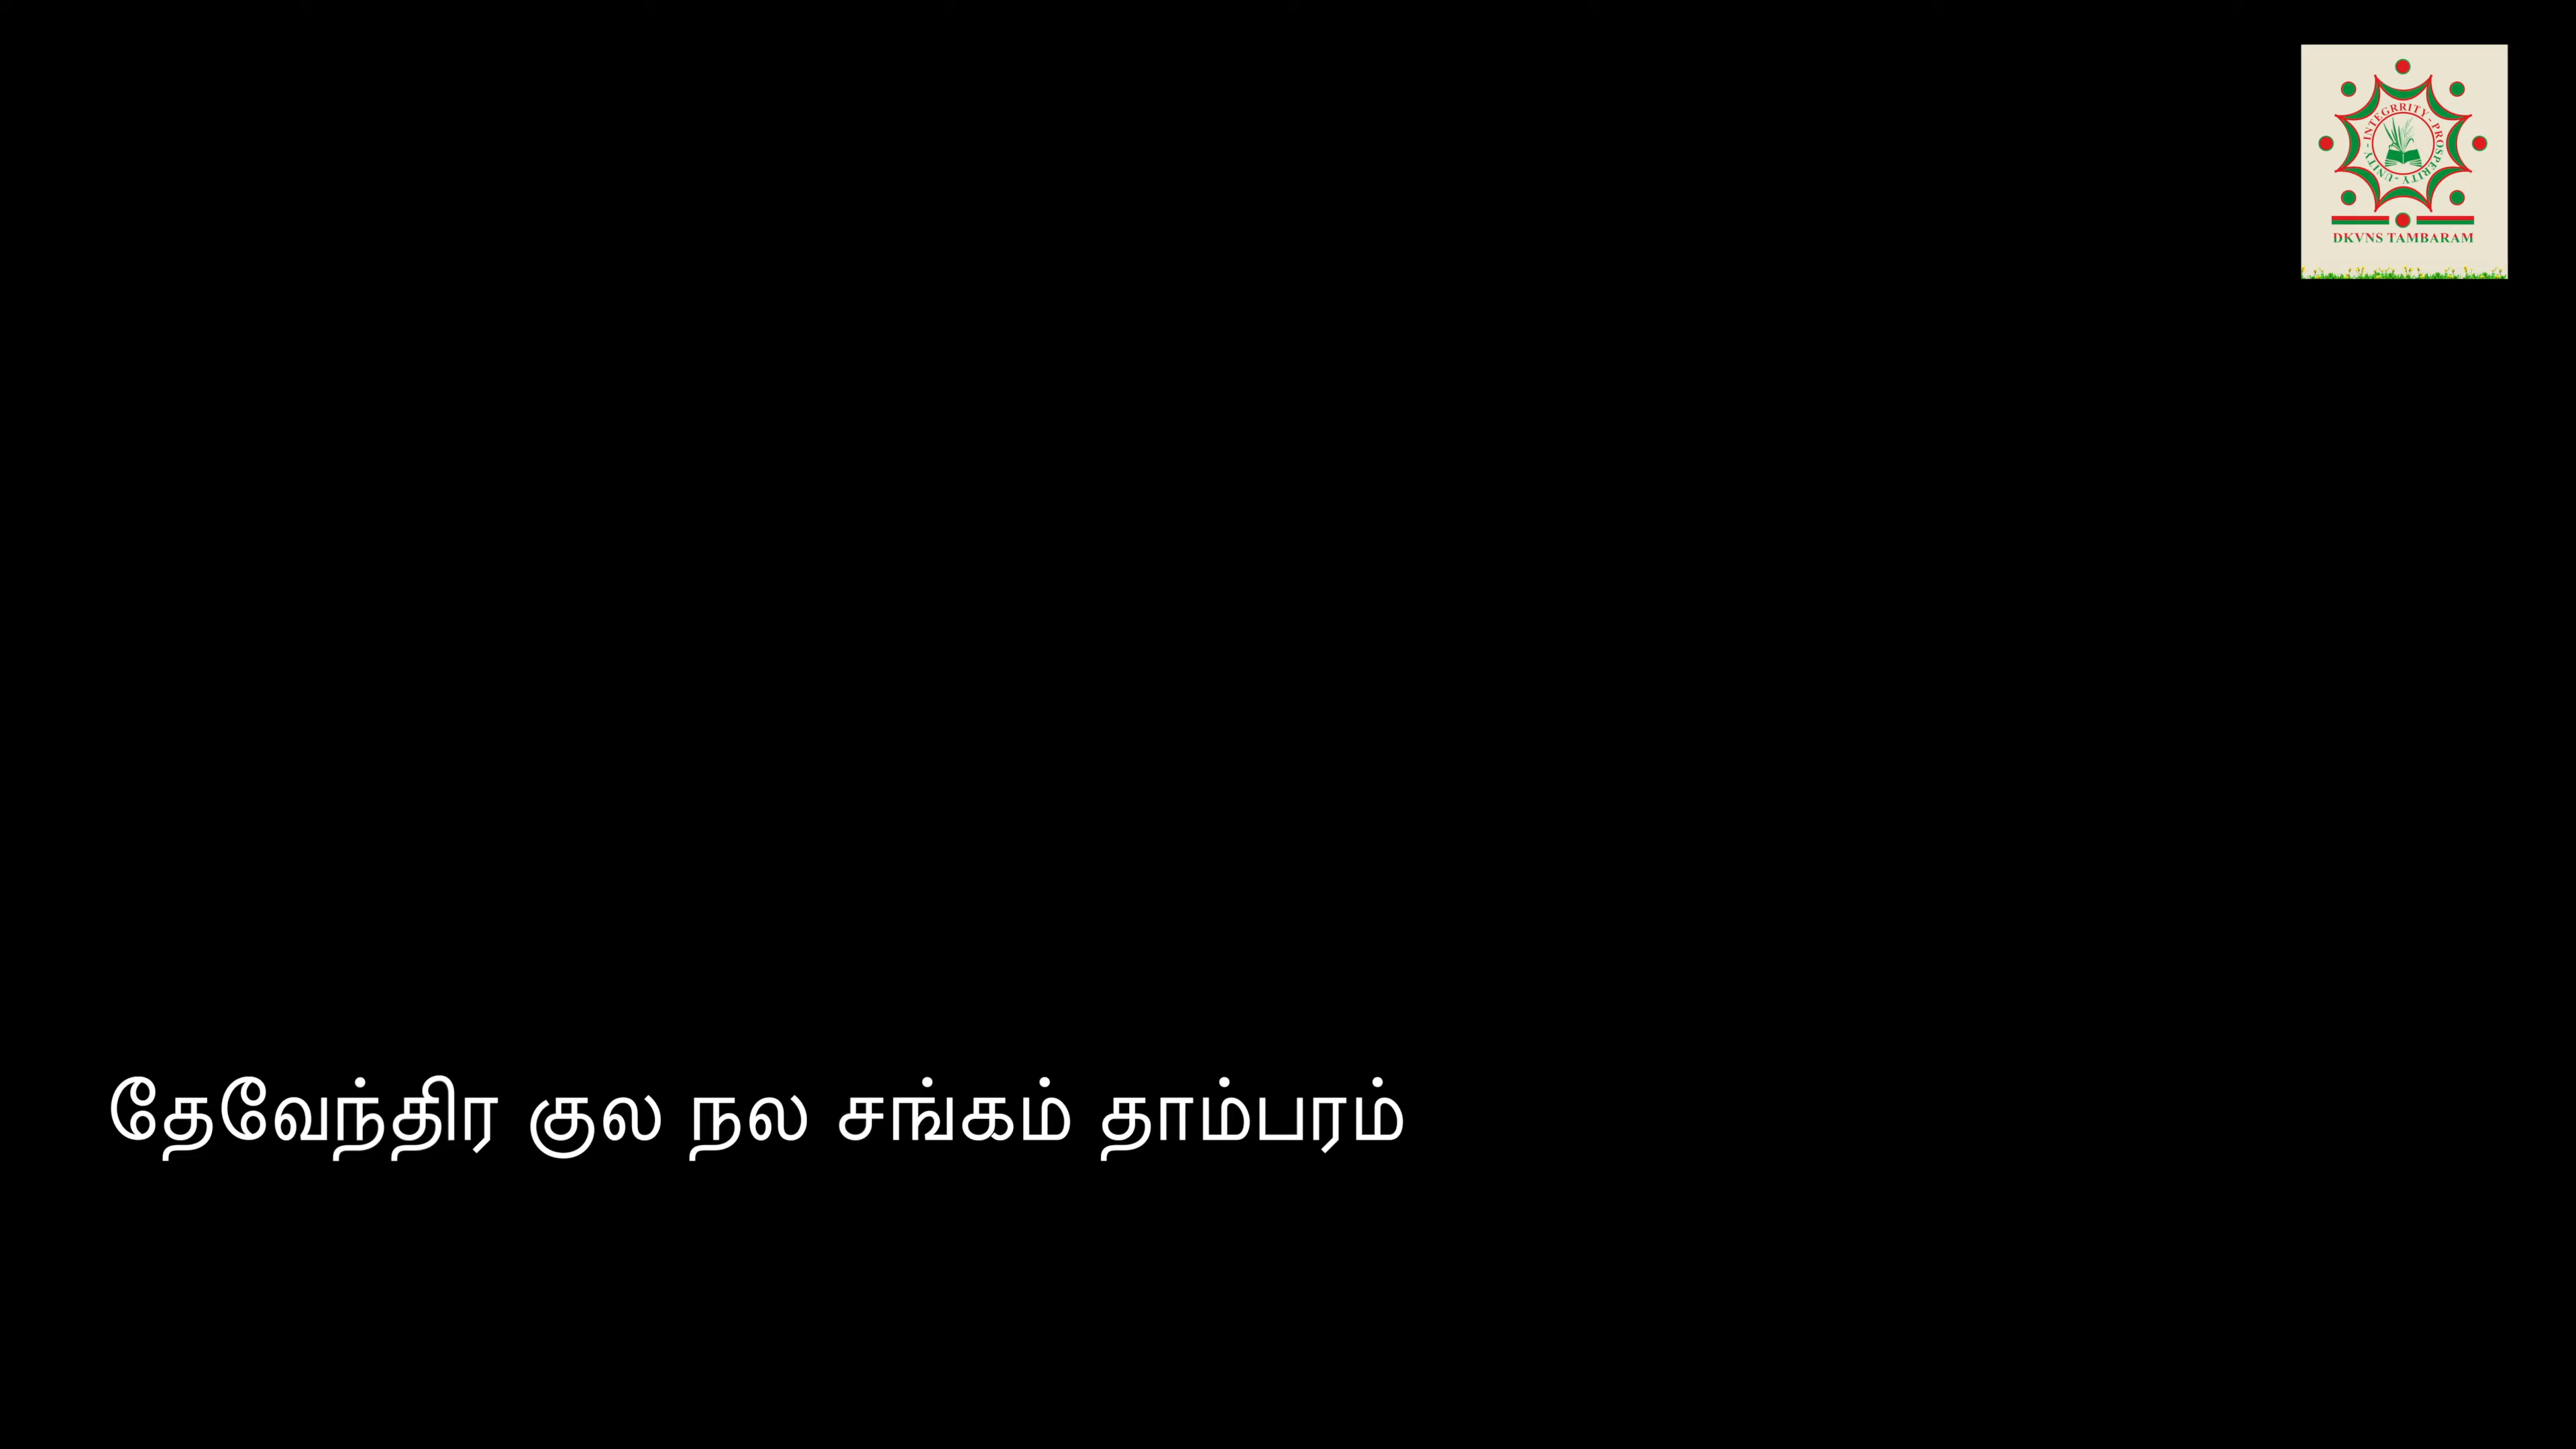 UNITY - INTEGRRITY - PROSPERITY -
DKVNS TAMBARAM
தேவேந்திர குல நல சங்கம் தாம்பரம்